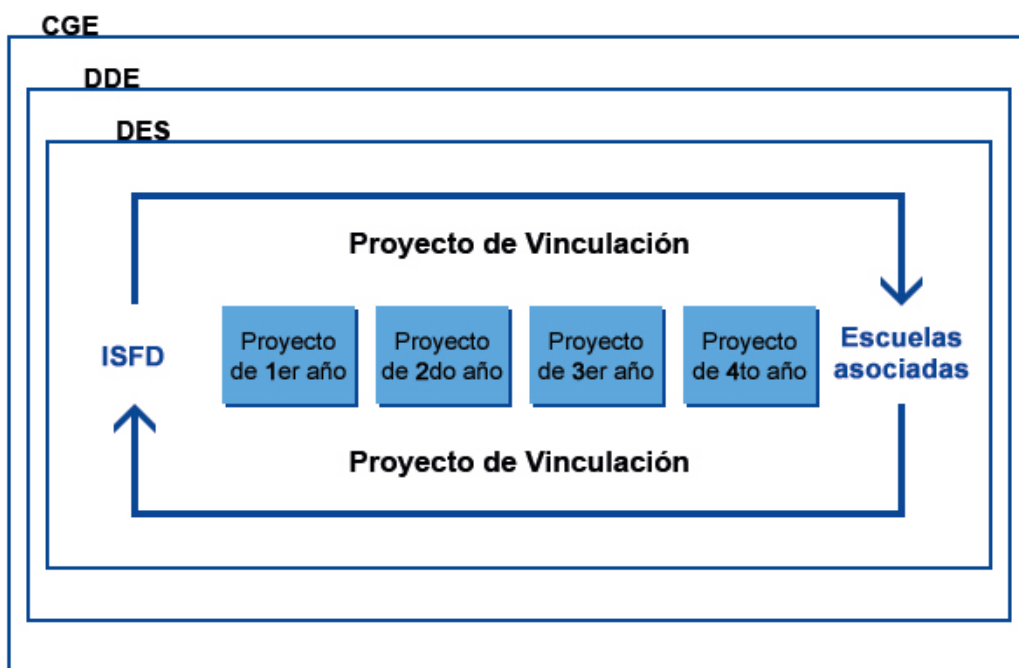 CGE
DDE
DES
Proyecto de Vinculación
ISFD
Proyecto
de 1er año
Proyecto
de 2do año
Proyecto
de 3er año
Proyecto
de 4to año
Escuelas
asociadas
Proyecto de Vinculación